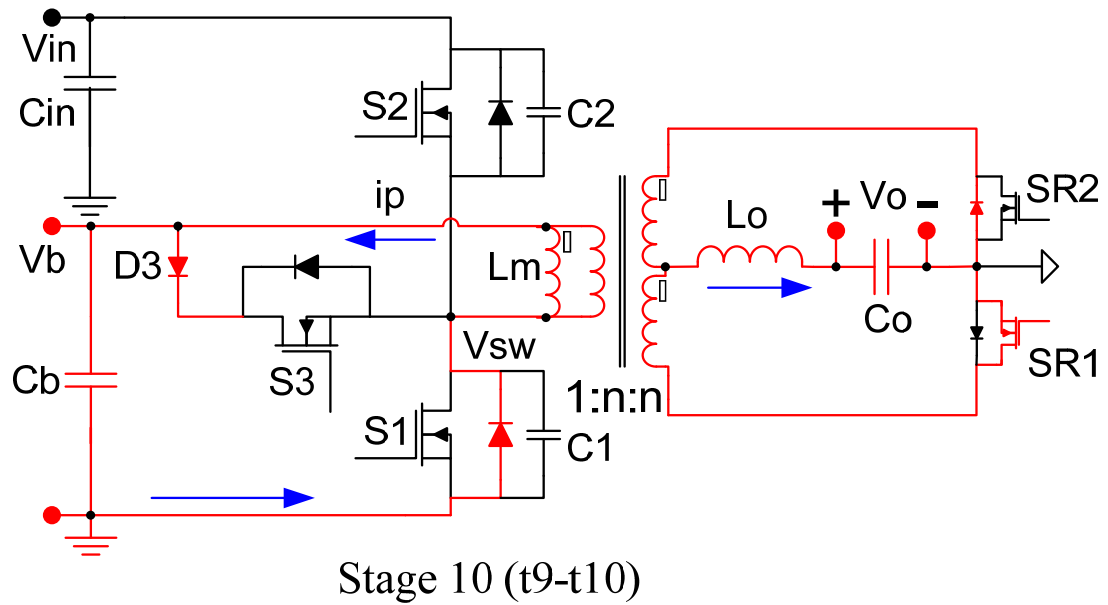 Vin
Cin
S2
C2
ip
Vb
D3
Lm
Lo
+ Vo -
SR2
Co
Vsw
S3
Cb
S1
C1
1:n:n
SR1
Stage 10 (t9-t10)